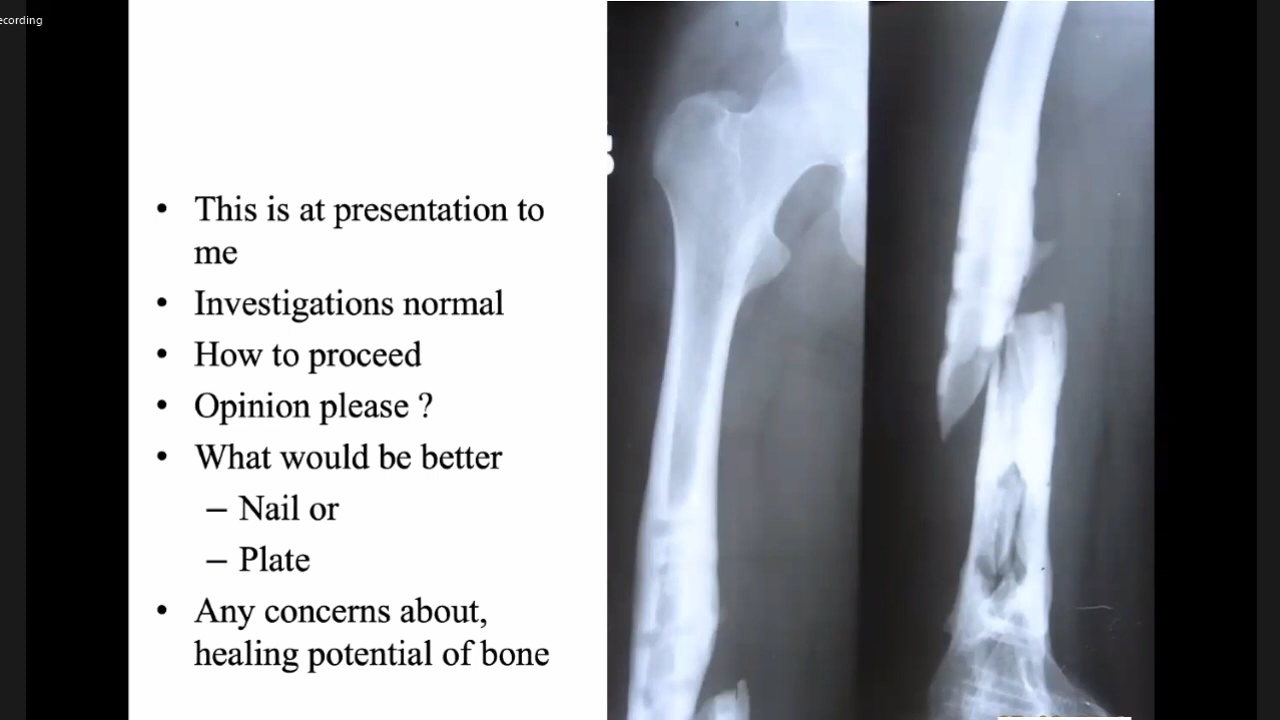 ecording
• This is at presentation to
me
• Investigations normal
• How to proceed
• Opinion please ?
• What would be better
– Nail or
– Plate
• Any concerns about,
healing potential of bone